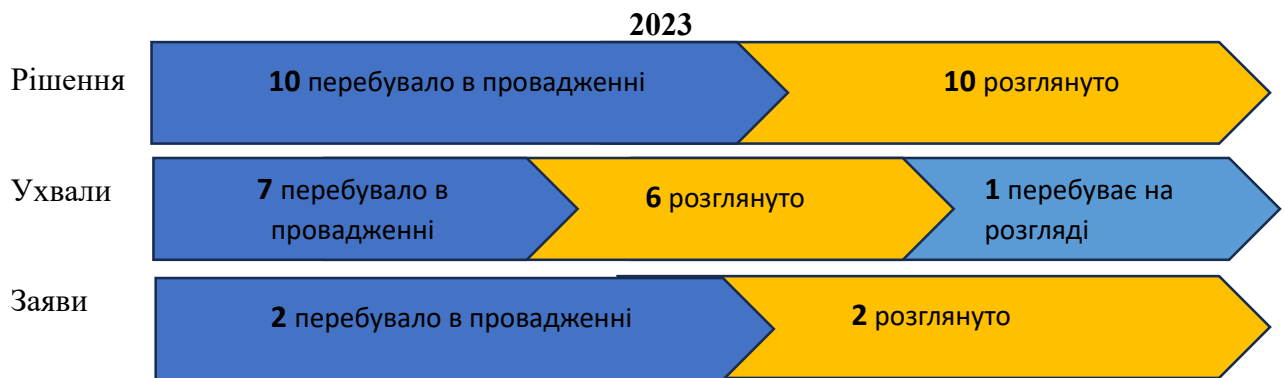 2023
Рішення
10 перебувало в провадженні
10 розглянуто
Ухвали
7 перебувало в
провадженні
6 розглянуто
1 перебуває на
розгляді
Заяви
2 перебувало в провадженні
2 розглянуто